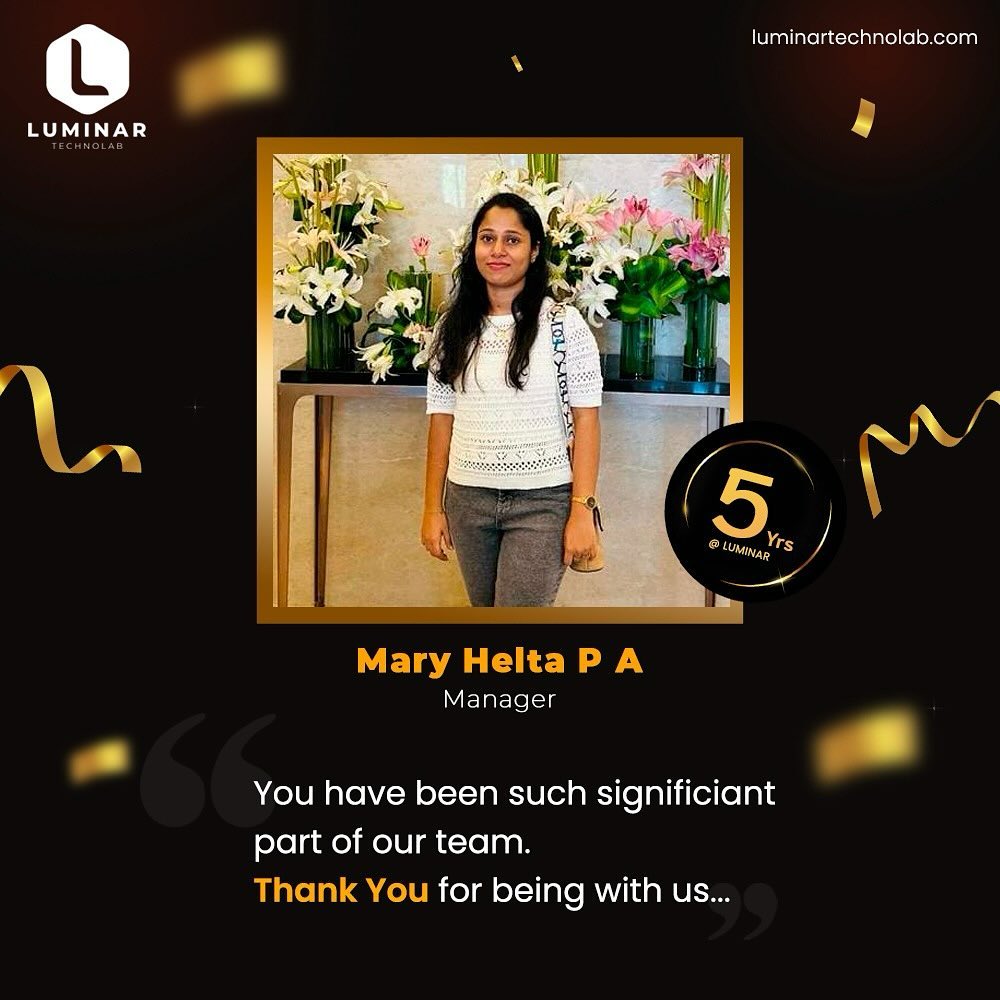 LUMINAR
TECHNOLAB
luminartechnolab.com
5 Yrs
@ LUMINAR
Mary Helta P A
Manager
You have been such significiant
part of our team.
Thank You for being with us...